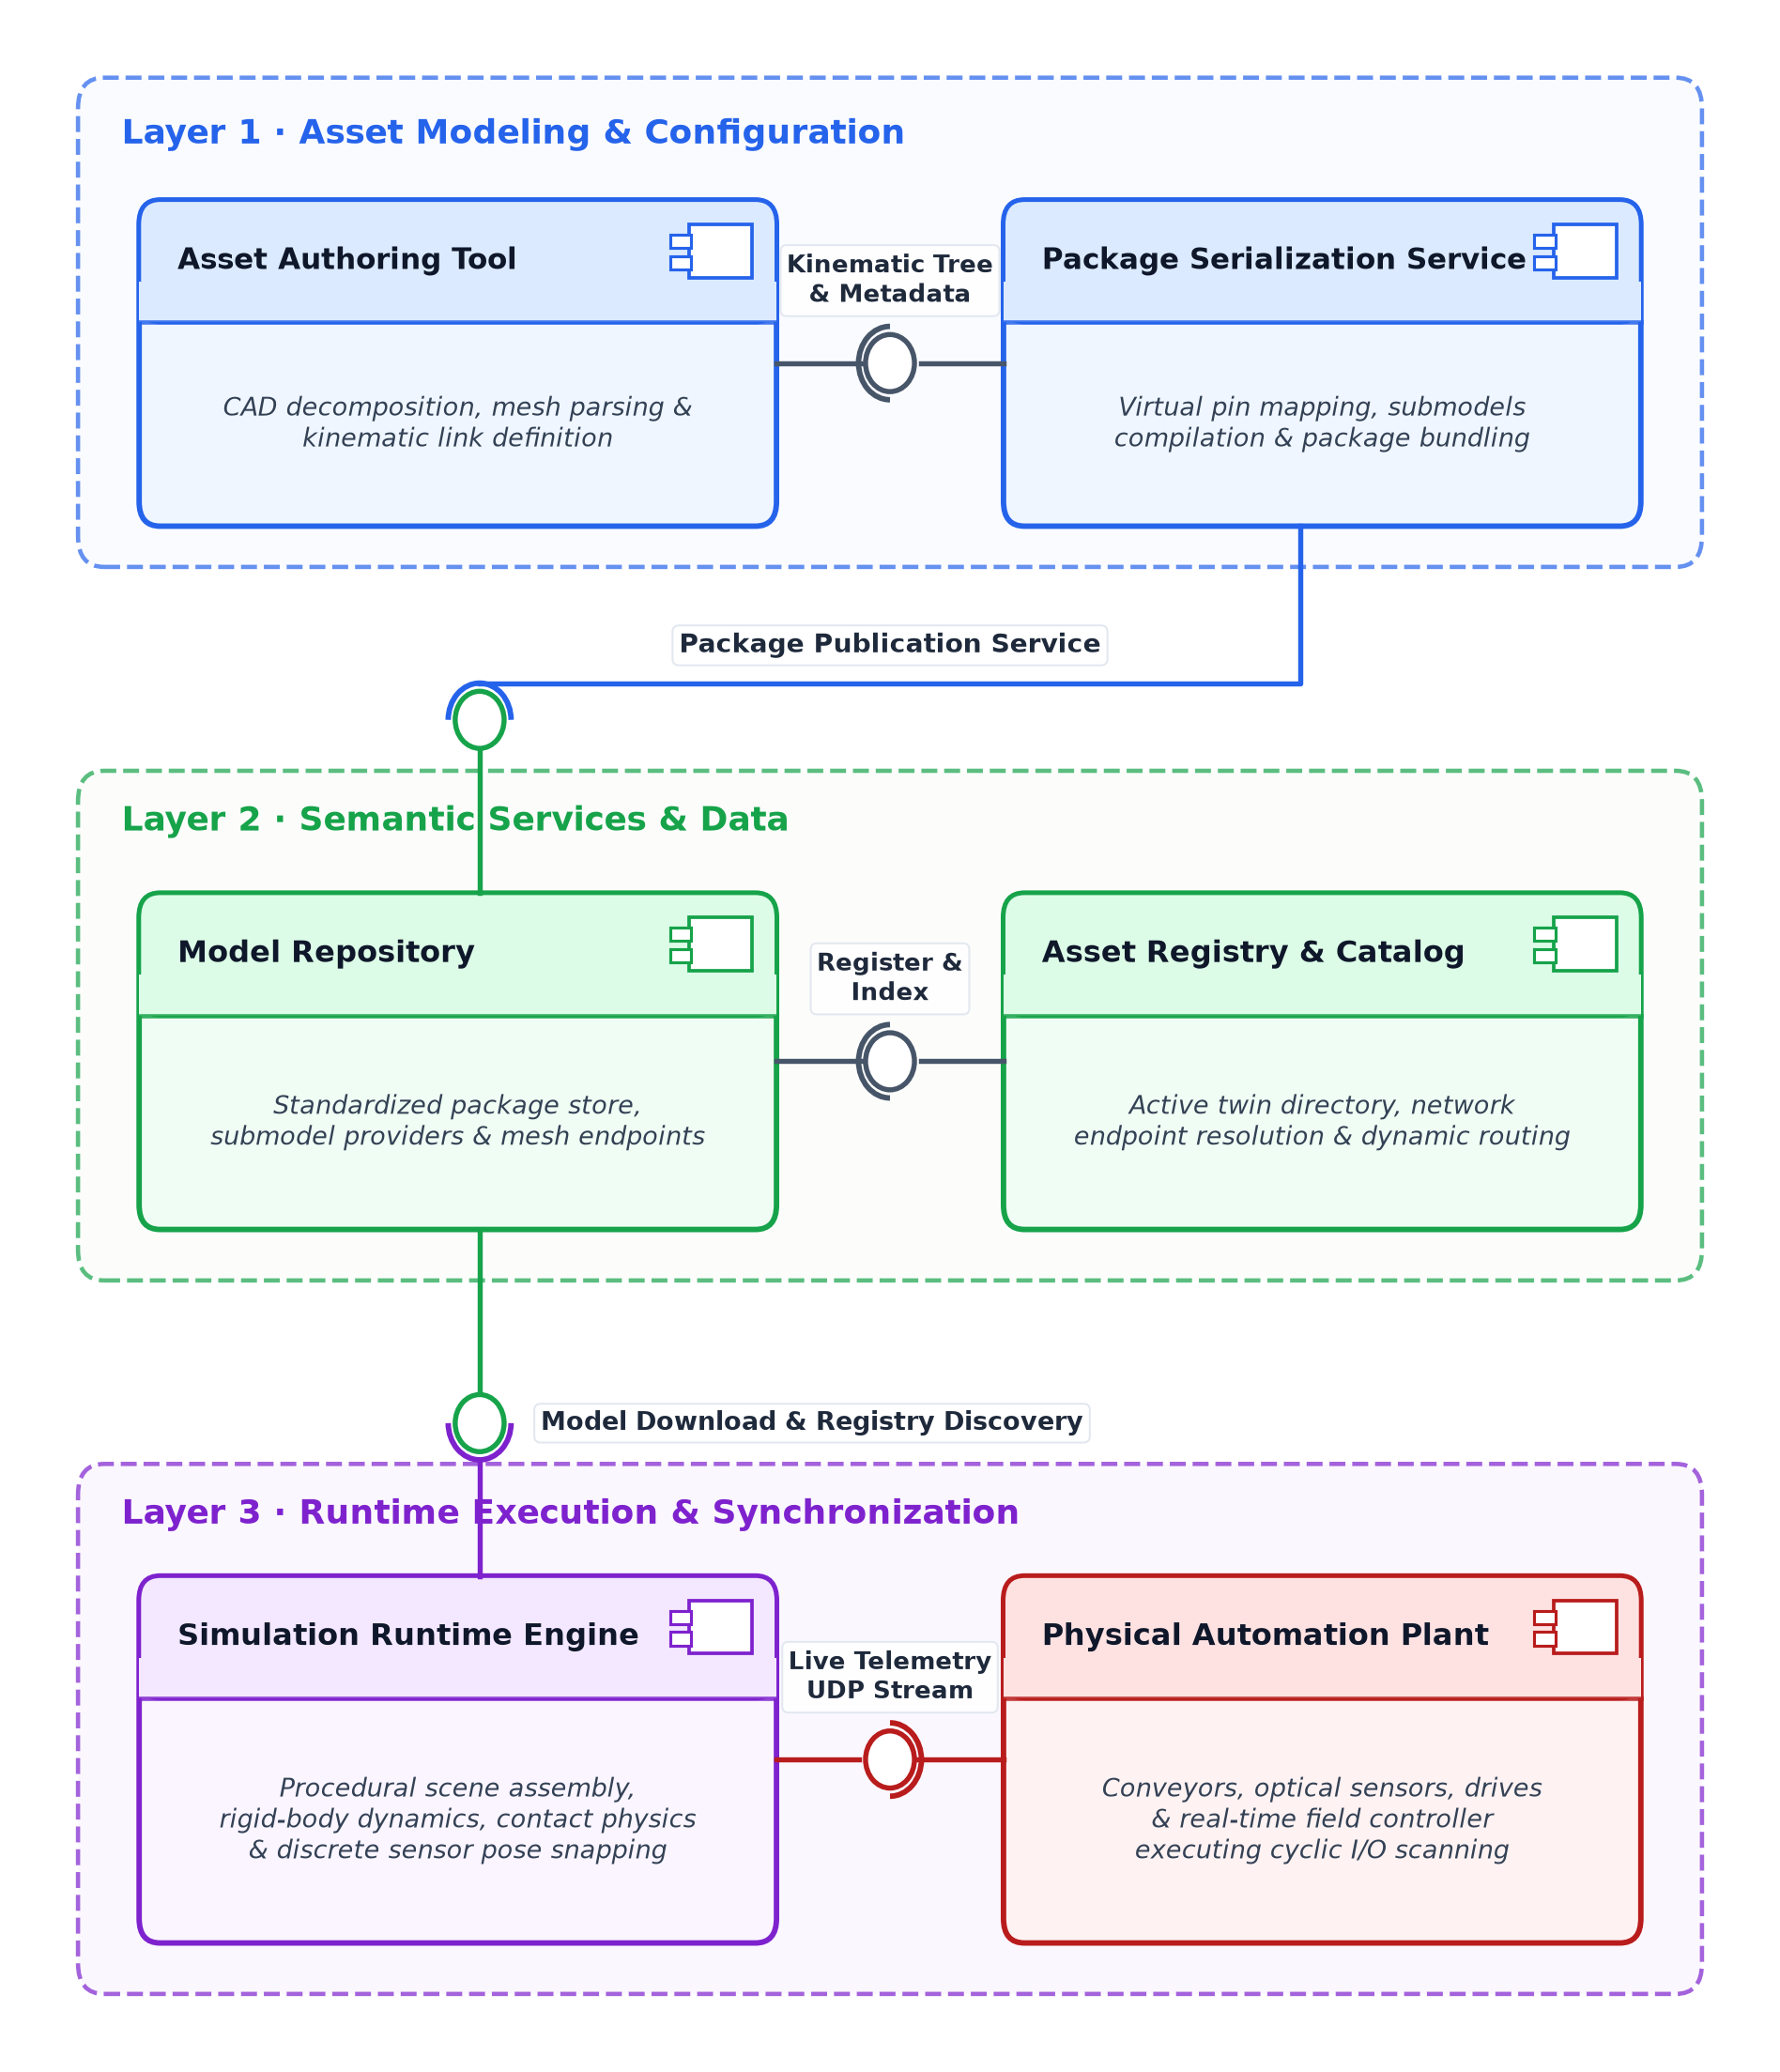 Layer 1 · Asset Modeling & Configuration
Asset Authoring Tool
Kinematic Tree
& Metadata
Package Serialization Service
CAD decomposition, mesh parsing &
kinematic link definition
Virtual pin mapping, submodels
compilation & package bundling
Package Publication Service
Layer 2 · Semantic Services & Data
Model Repository
Register &
Index
Asset Registry & Catalog
Standardized package store,
submodel providers & mesh endpoints
Active twin directory, network
endpoint resolution & dynamic routing
Model Download & Registry Discovery
Layer 3 · Runtime Execution & Synchronization
Simulation Runtime Engine
Live Telemetry
UDP Stream
Physical Automation Plant
Procedural scene assembly,
rigid-body dynamics, contact physics
& discrete sensor pose snapping
Conveyors, optical sensors, drives
& real-time field controller
executing cyclic I/O scanning